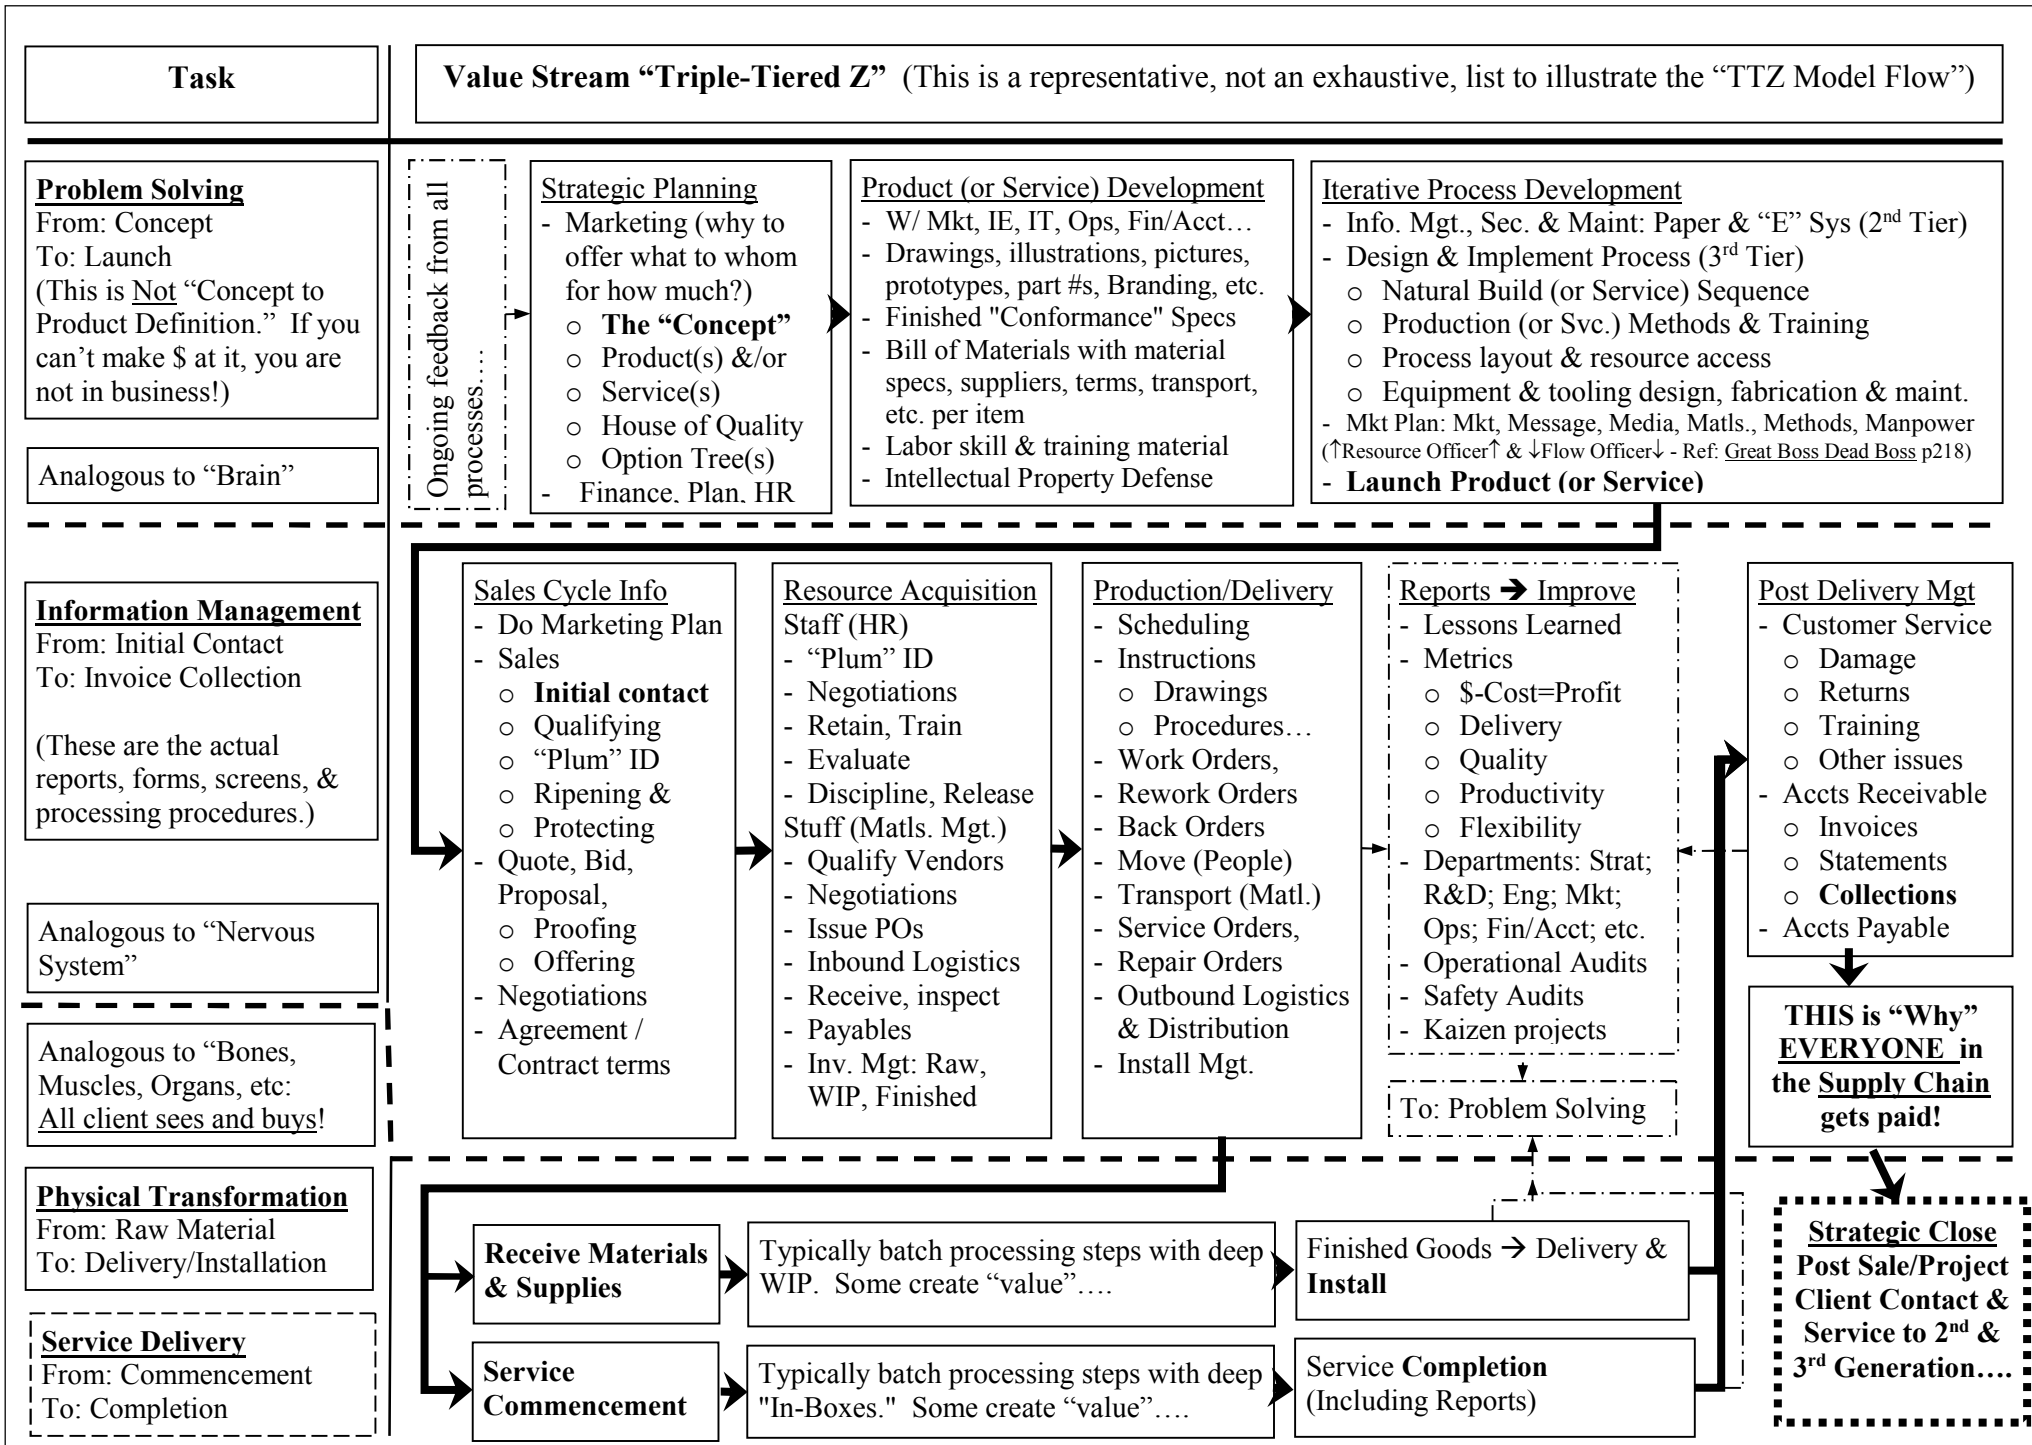 Task
Value Stream “Triple-Tiered Z” (This is a representative, not an exhaustive, list to illustrate the “TTZ Model Flow”)
Problem Solving
From: Concept
To: Launch
(This is Not “Concept to
Product Definition.” If you
can’t make $ at it, you are
not in business!)
Analogous to “Brain”
Ongoing feedback from all
processes….
Strategic Planning
- Marketing (why to
offer what to whom
for how much?)
o The “Concept”
o Product(s) &/or
o Service(s)
o House of Quality
o Option Tree(s)
- Finance, Plan, HR
Product (or Service) Development
- W/ Mkt, IE, IT, Ops, Fin/Acct…
- Drawings, illustrations, pictures,
prototypes, part #s, Branding, etc.
- Finished "Conformance" Specs
- Bill of Materials with material
specs, suppliers, terms, transport,
etc. per item
- Labor skill & training material
- Intellectual Property Defense
Iterative Process Development
- Info. Mgt., Sec. & Maint: Paper & “E” Sys (2nd Tier)
- Design & Implement Process (3rd Tier)
o Natural Build (or Service) Sequence
o Production (or Svc.) Methods & Training
o Process layout & resource access
o Equipment & tooling design, fabrication & maint.
- Mkt Plan: Mkt, Message, Media, Matls., Methods, Manpower
(↑Resource Officer↑ & ↓Flow Officer↓ - Ref: Great Boss Dead Boss p218)
- Launch Product (or Service)
Information Management
From: Initial Contact
To: Invoice Collection
(These are the actual
reports, forms, screens, &
processing procedures.)
Analogous to “Nervous
System”
Sales Cycle Info
- Do Marketing Plan
- Sales
o Initial contact
o Qualifying
o “Plum” ID
o Ripening &
o Protecting
- Quote, Bid,
Proposal,
o Proofing
o Offering
- Negotiations
- Agreement /
Contract terms
Resource Acquisition
Staff (HR)
- “Plum” ID
- Negotiations
- Retain, Train
- Evaluate
- Discipline, Release
Stuff (Matls. Mgt.)
- Qualify Vendors
- Negotiations
- Issue POs
- Inbound Logistics
- Receive, inspect
- Payables
- Inv. Mgt: Raw,
WIP, Finished
Production/Delivery
- Scheduling
- Instructions
o Drawings
o Procedures…
- Work Orders,
- Rework Orders
- Back Orders
- Move (People)
- Transport (Matl.)
- Service Orders,
- Repair Orders
- Outbound Logistics
& Distribution
- Install Mgt.
Reports ➔ Improve
- Lessons Learned
- Metrics
o $-Cost=Profit
o Delivery
o Quality
o Productivity
o Flexibility
- Departments: Strat;
R&D; Eng; Mkt;
Ops; Fin/Acct; etc.
- Operational Audits
- Safety Audits
- Kaizen projects
To: Problem Solving
Post Delivery Mgt
- Customer Service
o Damage
o Returns
o Training
o Other issues
- Accts Receivable
o Invoices
o Statements
o Collections
- Accts Payable
THIS is “Why”
EVERYONE in
the Supply Chain
gets paid!
Analogous to “Bones,
Muscles, Organs, etc:
All client sees and buys!
Physical Transformation
From: Raw Material
To: Delivery/Installation
Service Delivery
From: Commencement
To: Completion
Receive Materials
& Supplies
Typically batch processing steps with deep
WIP. Some create “value”….
Finished Goods → Delivery &
Install
Service
Commencement
Typically batch processing steps with deep
"In-Boxes." Some create “value”….
Service Completion
(Including Reports)
Strategic Close
Post Sale/Project
Client Contact &
Service to 2nd &
3rd Generation….